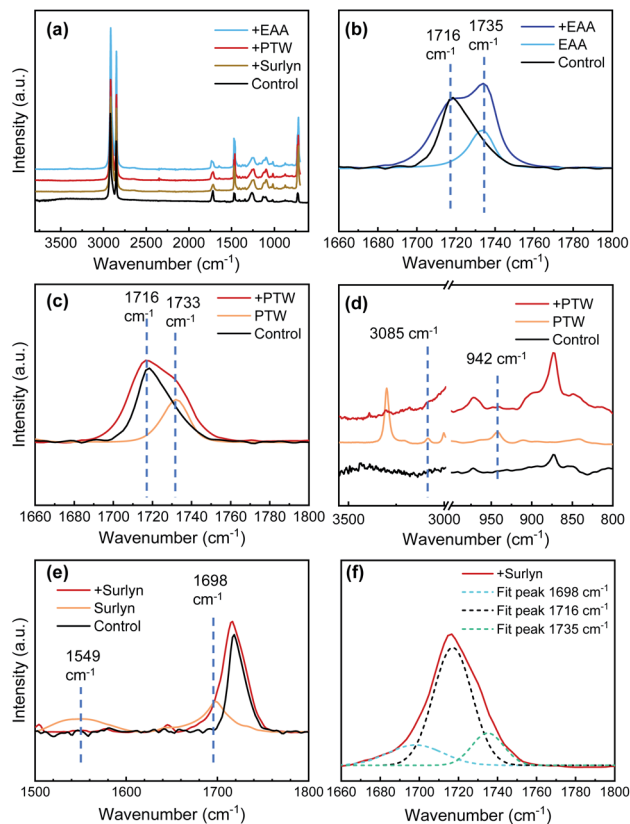 (a)
+EAA
+PTW
+Surlyn
Control
Intensity (a.u.)
3500 3000 2500 2000 1500 1000
Wavenumber (cm-1)
(b)
1716
cm-1
1735
cm-1
+EAA
EAA
Control
Intensity (a.u.)
1660 1680 1700 1720 1740 1760 1780 1800
Wavenumber (cm-1)
(c)
1716
cm-1
1733
cm-1
+PTW
PTW
Control
Intensity (a.u.)
1660 1680 1700 1720 1740 1760 1780 1800
Wavenumber (cm-1)
(d)
+PTW
PTW
Control
3085 cm-1
942 cm-1
Intensity (a.u.)
3500 3000 950 900 850 800
Wavenumber (cm-1)
(e)
+Surlyn
Surlyn
Control
1698
cm-1
1549
cm-1
Intensity (a.u.)
1500 1600 1700 1800
Wavenumber (cm-1)
(f)
+Surlyn
Fit peak 1698 cm-1
Fit peak 1716 cm-1
Fit peak 1735 cm-1
Intensity (a.u.)
1660 1680 1700 1720 1740 1760 1780 1800
Wavenumber (cm-1)